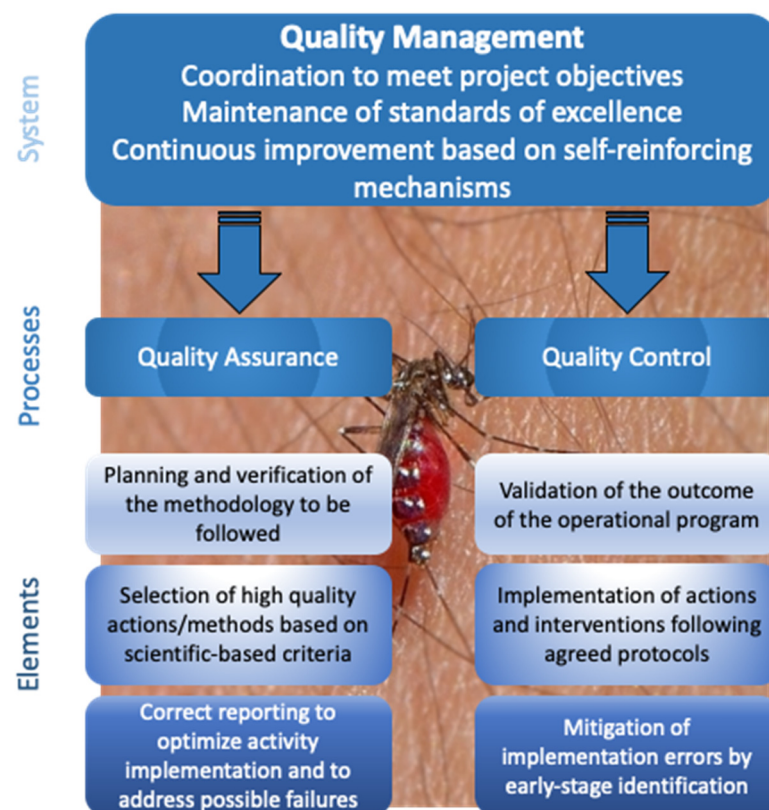 System
Quality Management
Coordination to meet project objectives
Maintenance of standards of excellence
Continuous improvement based on self-reinforcing
mechanisms
Processes
Quality Assurance
Quality Control
Elements
Planning and verification of
the methodology to be
followed
Selection of high quality
actions/methods based on
scientific-based criteria
Correct reporting to
optimize activity
implementation and to
address possible failures
Validation of the outcome
of the operational program
Implementation of actions
and interventions following
agreed protocols
Mitigation of
implementation errors by
early-stage identification